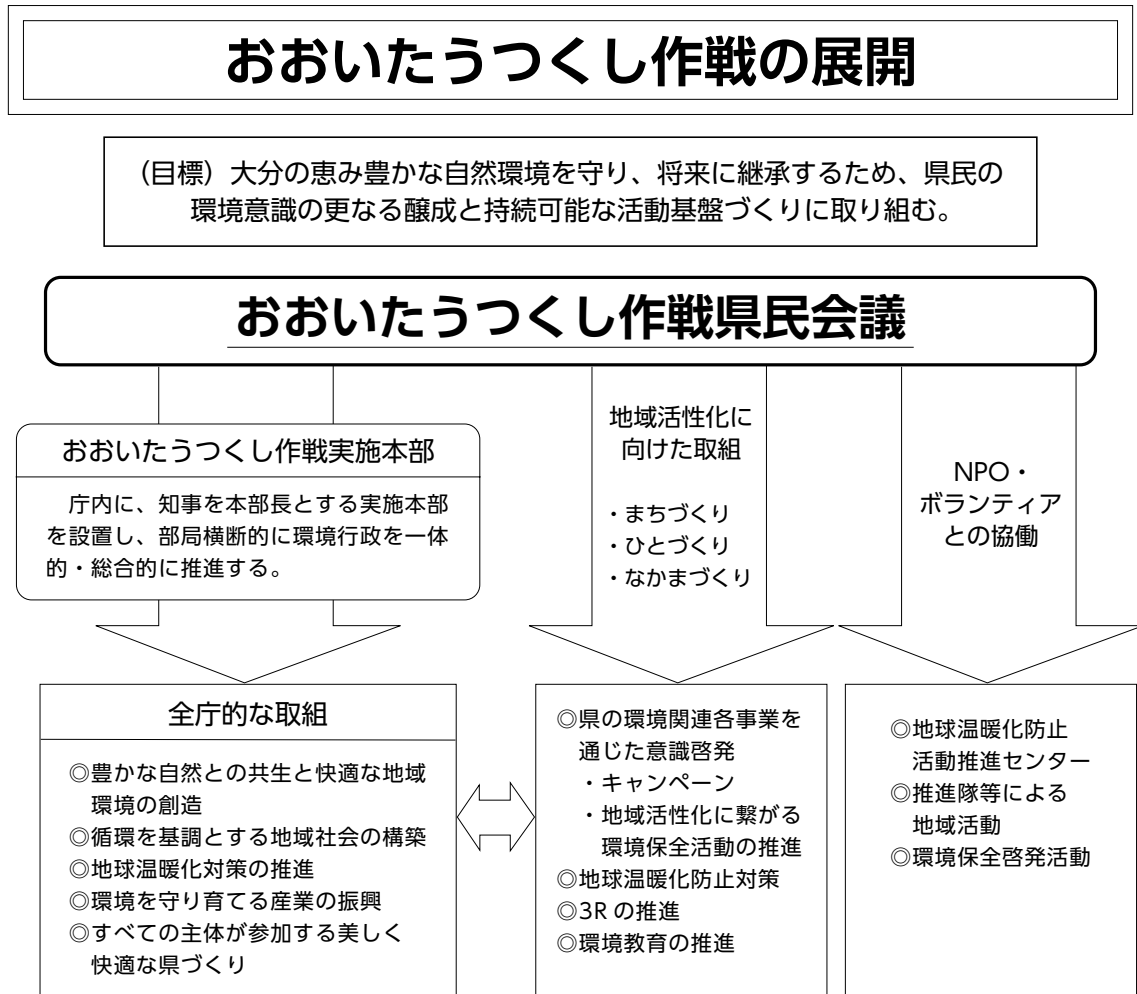 おおいたうつくし作戦の展開
(目標) 大分の恵み豊かな自然環境を守り、将来に継承するため、県民の
環境意識の更なる醸成と持続可能な活動基盤づくりに取り組む。
おおいたうつくし作戦県民会議
おおいたうつくし作戦実施本部
庁内に、知事を本部長とする実施本部
を設置し、部局横断的に環境行政を一体
的・総合的に推進する。
地域活性化に
向けた取組
・まちづくり
・ひとづくり
・なかまづくり
NPO・
ボランティア
との協働
全庁的な取組
◎豊かな自然との共生と快適な地域
環境の創造
◎循環を基調とする地域社会の構築
◎地球温暖化対策の推進
◎環境を守り育てる産業の振興
◎すべての主体が参加する美しく
快適な県づくり
◎県の環境関連各事業を
通じた意識啓発
・キャンペーン
・地域活性化に繋がる
環境保全活動の推進
◎地球温暖化防止対策
◎3R の推進
◎環境教育の推進
◎地球温暖化防止
活動推進センター
◎推進隊等による
地域活動
◎環境保全啓発活動